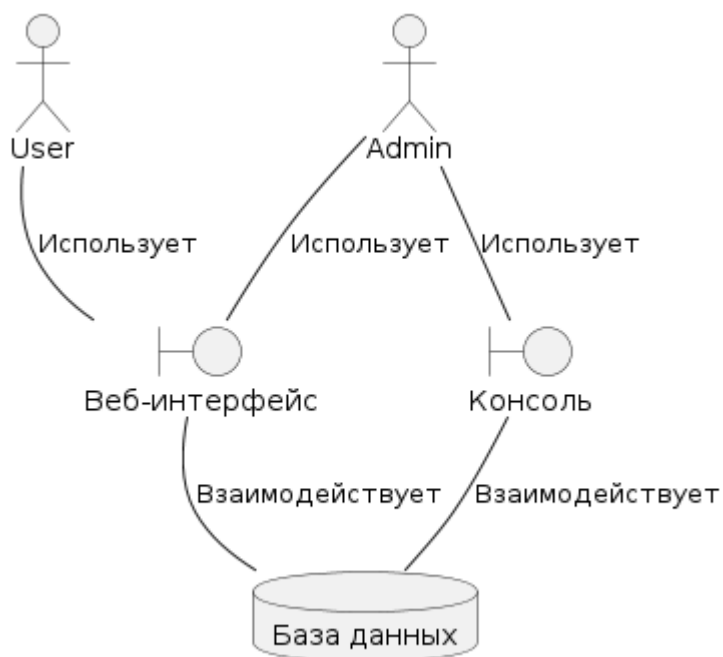 User
Admin
Использует
Использует
Использует
Веб-интерфейс
Консоль
Взаимодействует
Взаимодействует
База данных